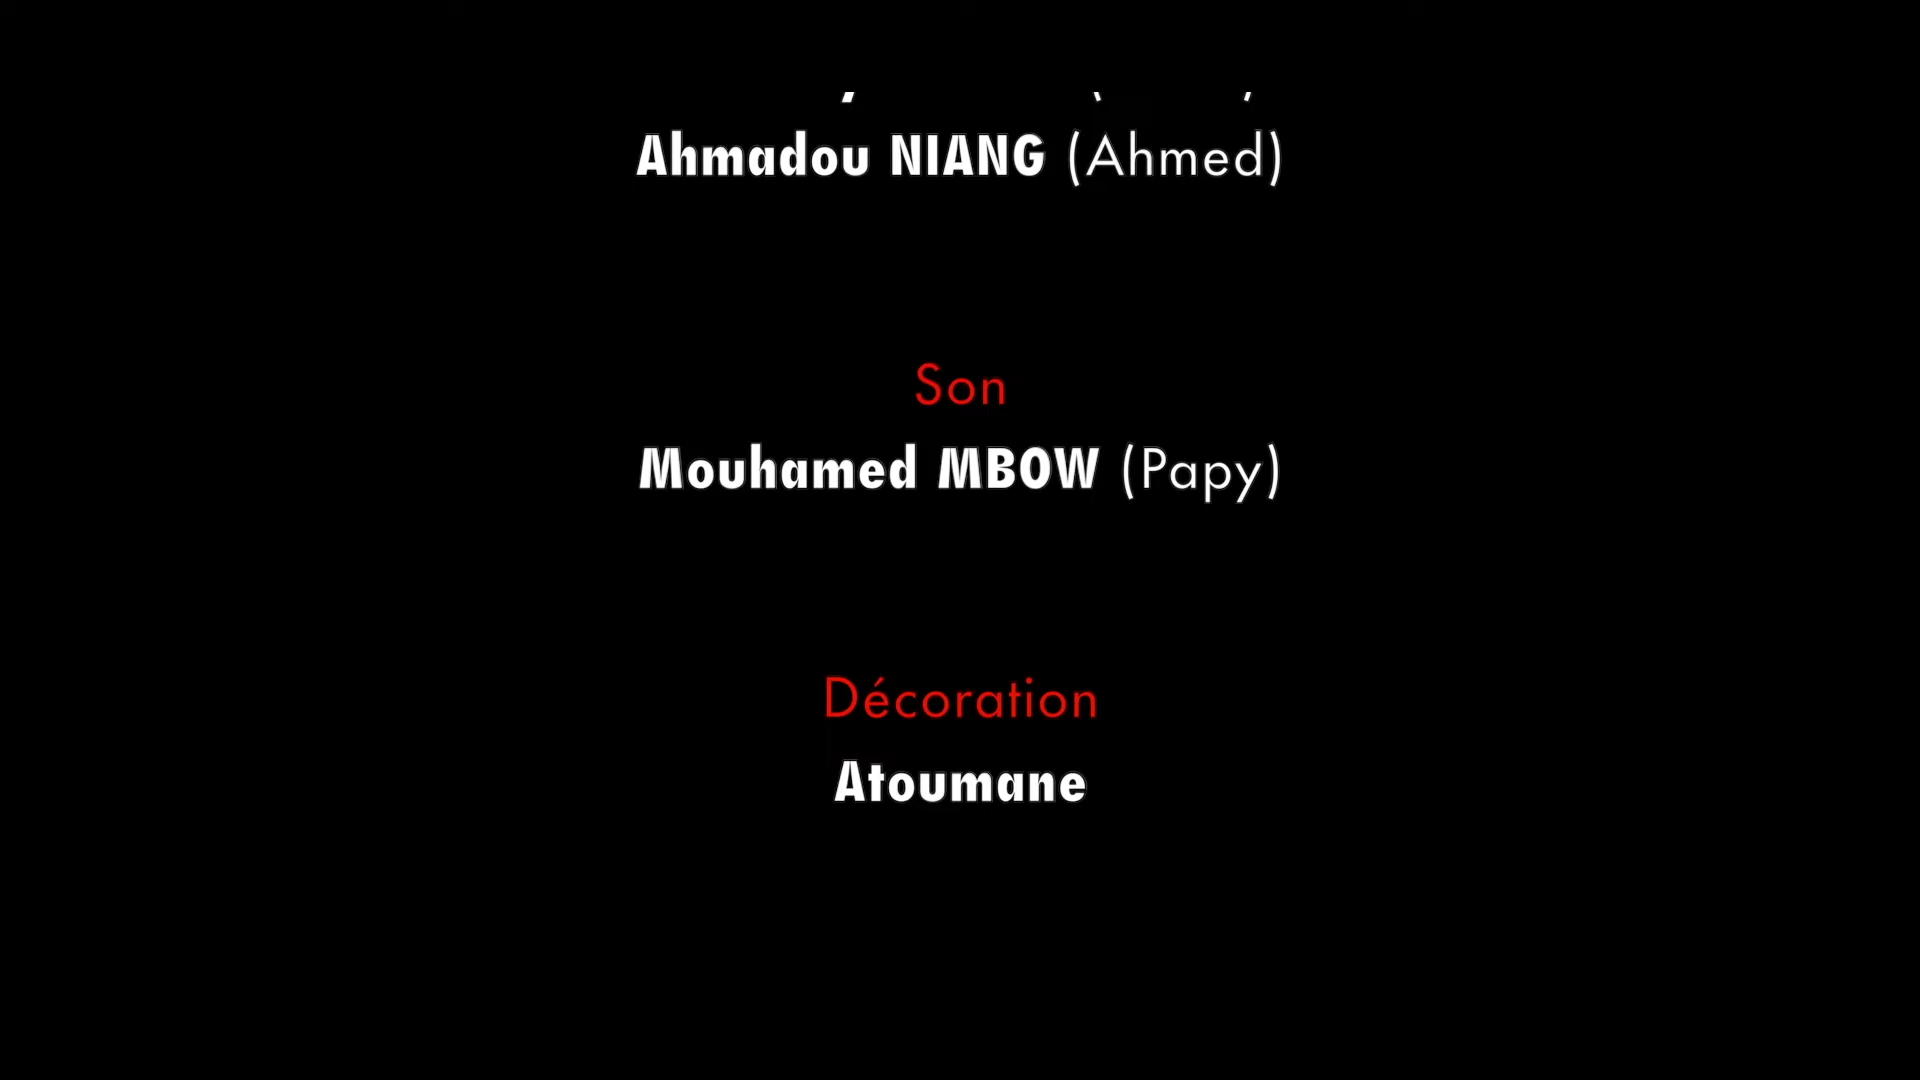 Ahmadou NIANG (Ahmed)
Son
Mouhamed MBOW (Papy)
Décoration
Atoumane